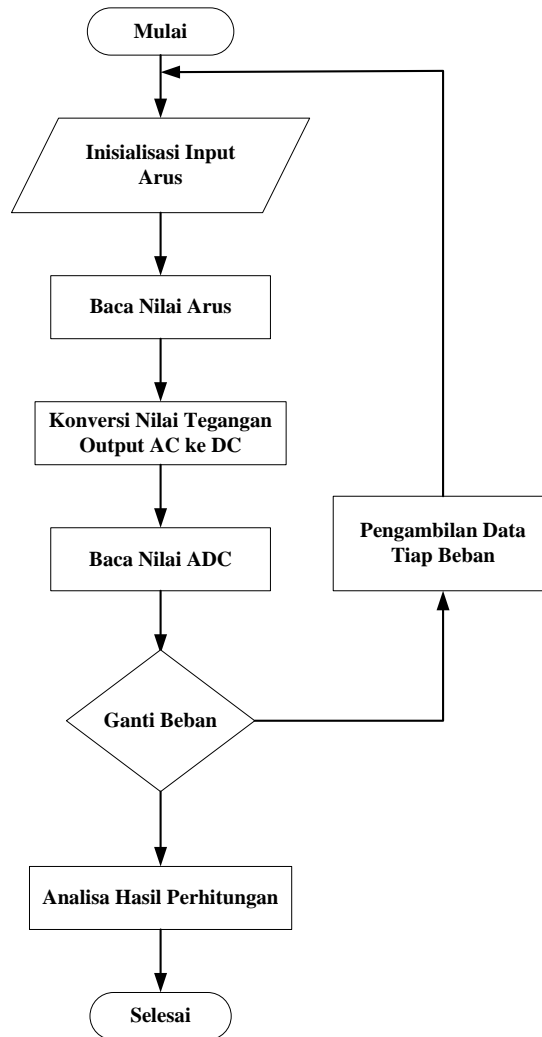 Mulai
Inisialisasi Input
Arus
Baca Nilai Arus
Konversi Nilai Tegangan
Output AC ke DC
Baca Nilai ADC
Pengambilan Data
Tiap Beban
Ganti Beban
Analisa Hasil Perhitungan
Selesai